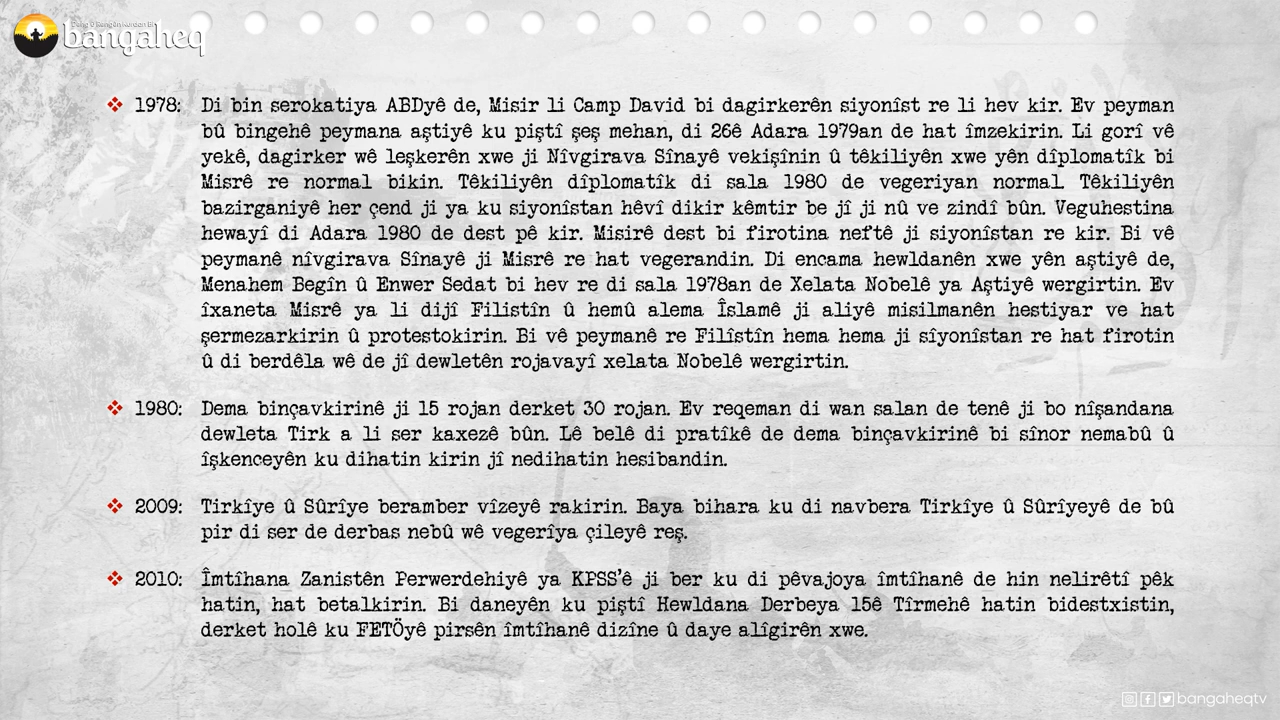 Deng û Rengên Kurdan Bi
bangaheq
❖ 1978: Di bin serokatiya ABDyê de, Misir li Camp David bi dagirkerên siyonîst re li hev kir. Ev peyman
bû bingehê peymana aştiyê ku piştî şeş mehan, di 26ê Adara 1979an de hat îmzekirin. Li gorî vê
yekê, dagirker wê leşkerên xwe ji Nîvgirava Sînayê vekişînin û têkiliyên xwe yên dîplomatîk bi
Misrê re normal bikin. Têkiliyên dîplomatîk di sala 1980 de vegeriyan normal. Têkiliyên
bazirganiyê her çend ji ya ku siyonîstan hêvî dikir kêmtir be jî ji nû ve zindî bûn. Veguhestina
hewayî di Adara 1980 de dest pê kir. Misirê dest bi firotina neftê ji siyonîstan re kir. Bi vê
peymanê nîvgirava Sînayê ji Misrê re hat vegerandin. Di encama hewldanên xwe yên aştiyê de,
Menahem Begîn û Enwer Sedat bi hev re di sala 1978an de Xelata Nobelê ya Aştiyê wergirtin. Ev
îxaneta Misrê ya li dijî Filistîn û hemû alema Îslamê ji aliyê misilmanên hestiyar ve hat
şermezarkirin û protestokirin. Bi vê peymanê re Filîstîn hema hema ji sîyonîstan re hat firotin
û di berdêla wê de jî dewletên rojavayî xelata Nobelê wergirtin.
❖ 1980: Dema binçavkirinê ji 15 rojan derket 30 rojan. Ev reqeman di wan salan de tenê ji bo nîşandana
dewleta Tirk a li ser kaxezê bûn. Lê belê di pratîkê de dema binçavkirinê bi sînor nemabû û
îşkenceyên ku dihatin kirin jî nedihatin hesibandin.
❖ 2009: Tirkîye û Sûrîye beramber vîzeyê rakirin. Baya bihara ku di navbera Tirkîye û Sûrîyeyê de bû
pir di ser de derbas nebû wê vegerîya çileyê reş.
❖ 2010: Îmtîhana Zanistên Perwerdehiyê ya KPSS'ê ji ber ku di pêvajoya îmtîhanê de hin nelirêtî pêk
hatin, hat betalkirin. Bi daneyên ku piştî Hewldana Derbeya 15ê Tîrmehê hatin bidestxistin,
derket holê ku FETÖyê pirsên îmtîhanê dizîne û daye alîgirên xwe.
bangaheqtv